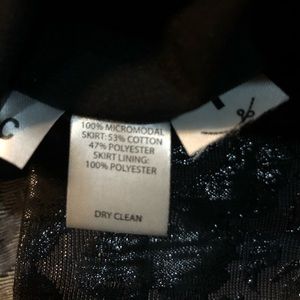 C
100% MICROMODAL
SKIRT: 53% COTTON
47% POLYESTER
SKIRT LINING:
100% POLYESTER
DRY CLEAN